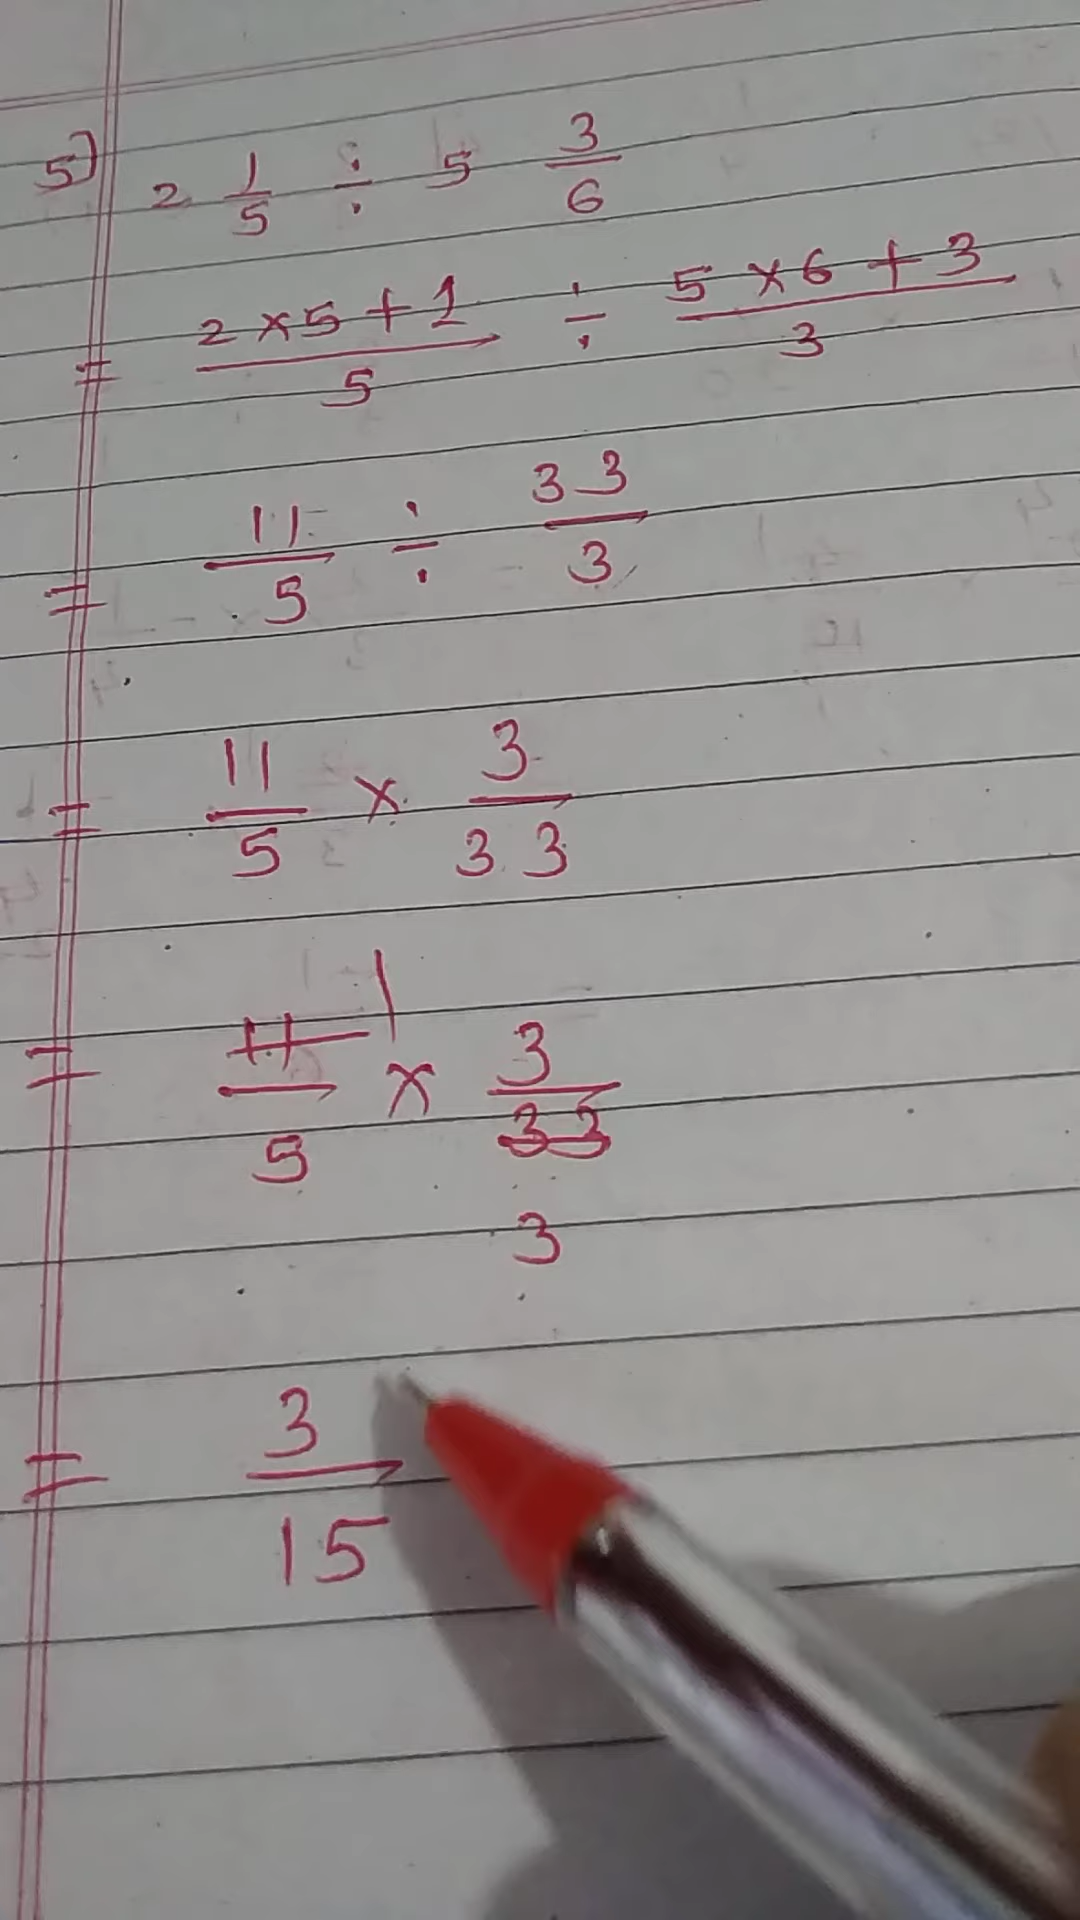 5) 2 1/5 ÷ 5 3/6
= 2 × 5 + 1/5 ÷ 5 × 6 + 3/3
= 11/5 ÷ 33/3
= 11/5 × 3/33
= 11/5 1 × 3/33 3
= 3/15